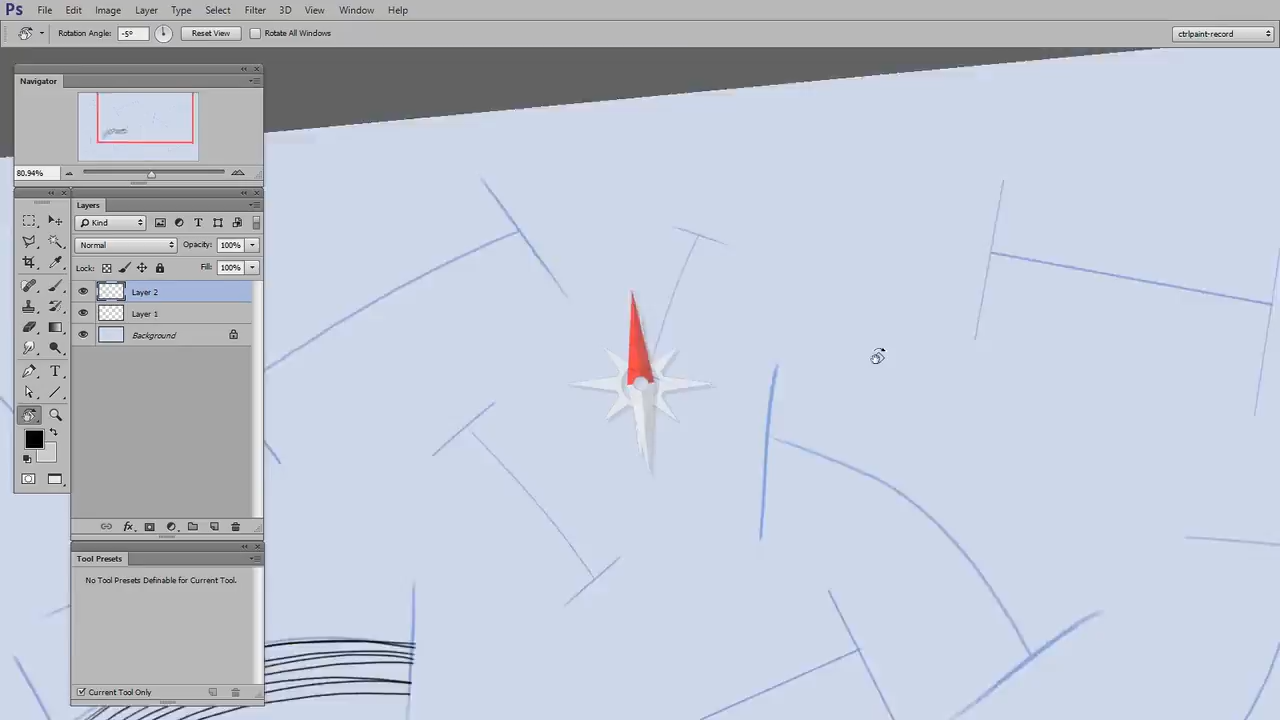 Ps File Edit Image Layer Type Select Filter 3D View Window Help
Rotation Angle: -5° Reset View Rotate All Windows ctrlpaint-record
Navigator
80.94%
Layers
Kind T
Normal Opacity: 100%
Lock: Fill: 100%
Layer 2
Layer 1
Background
T
fx
Tool Presets
No Tool Presets Definable for Current Tool.
Current Tool Only